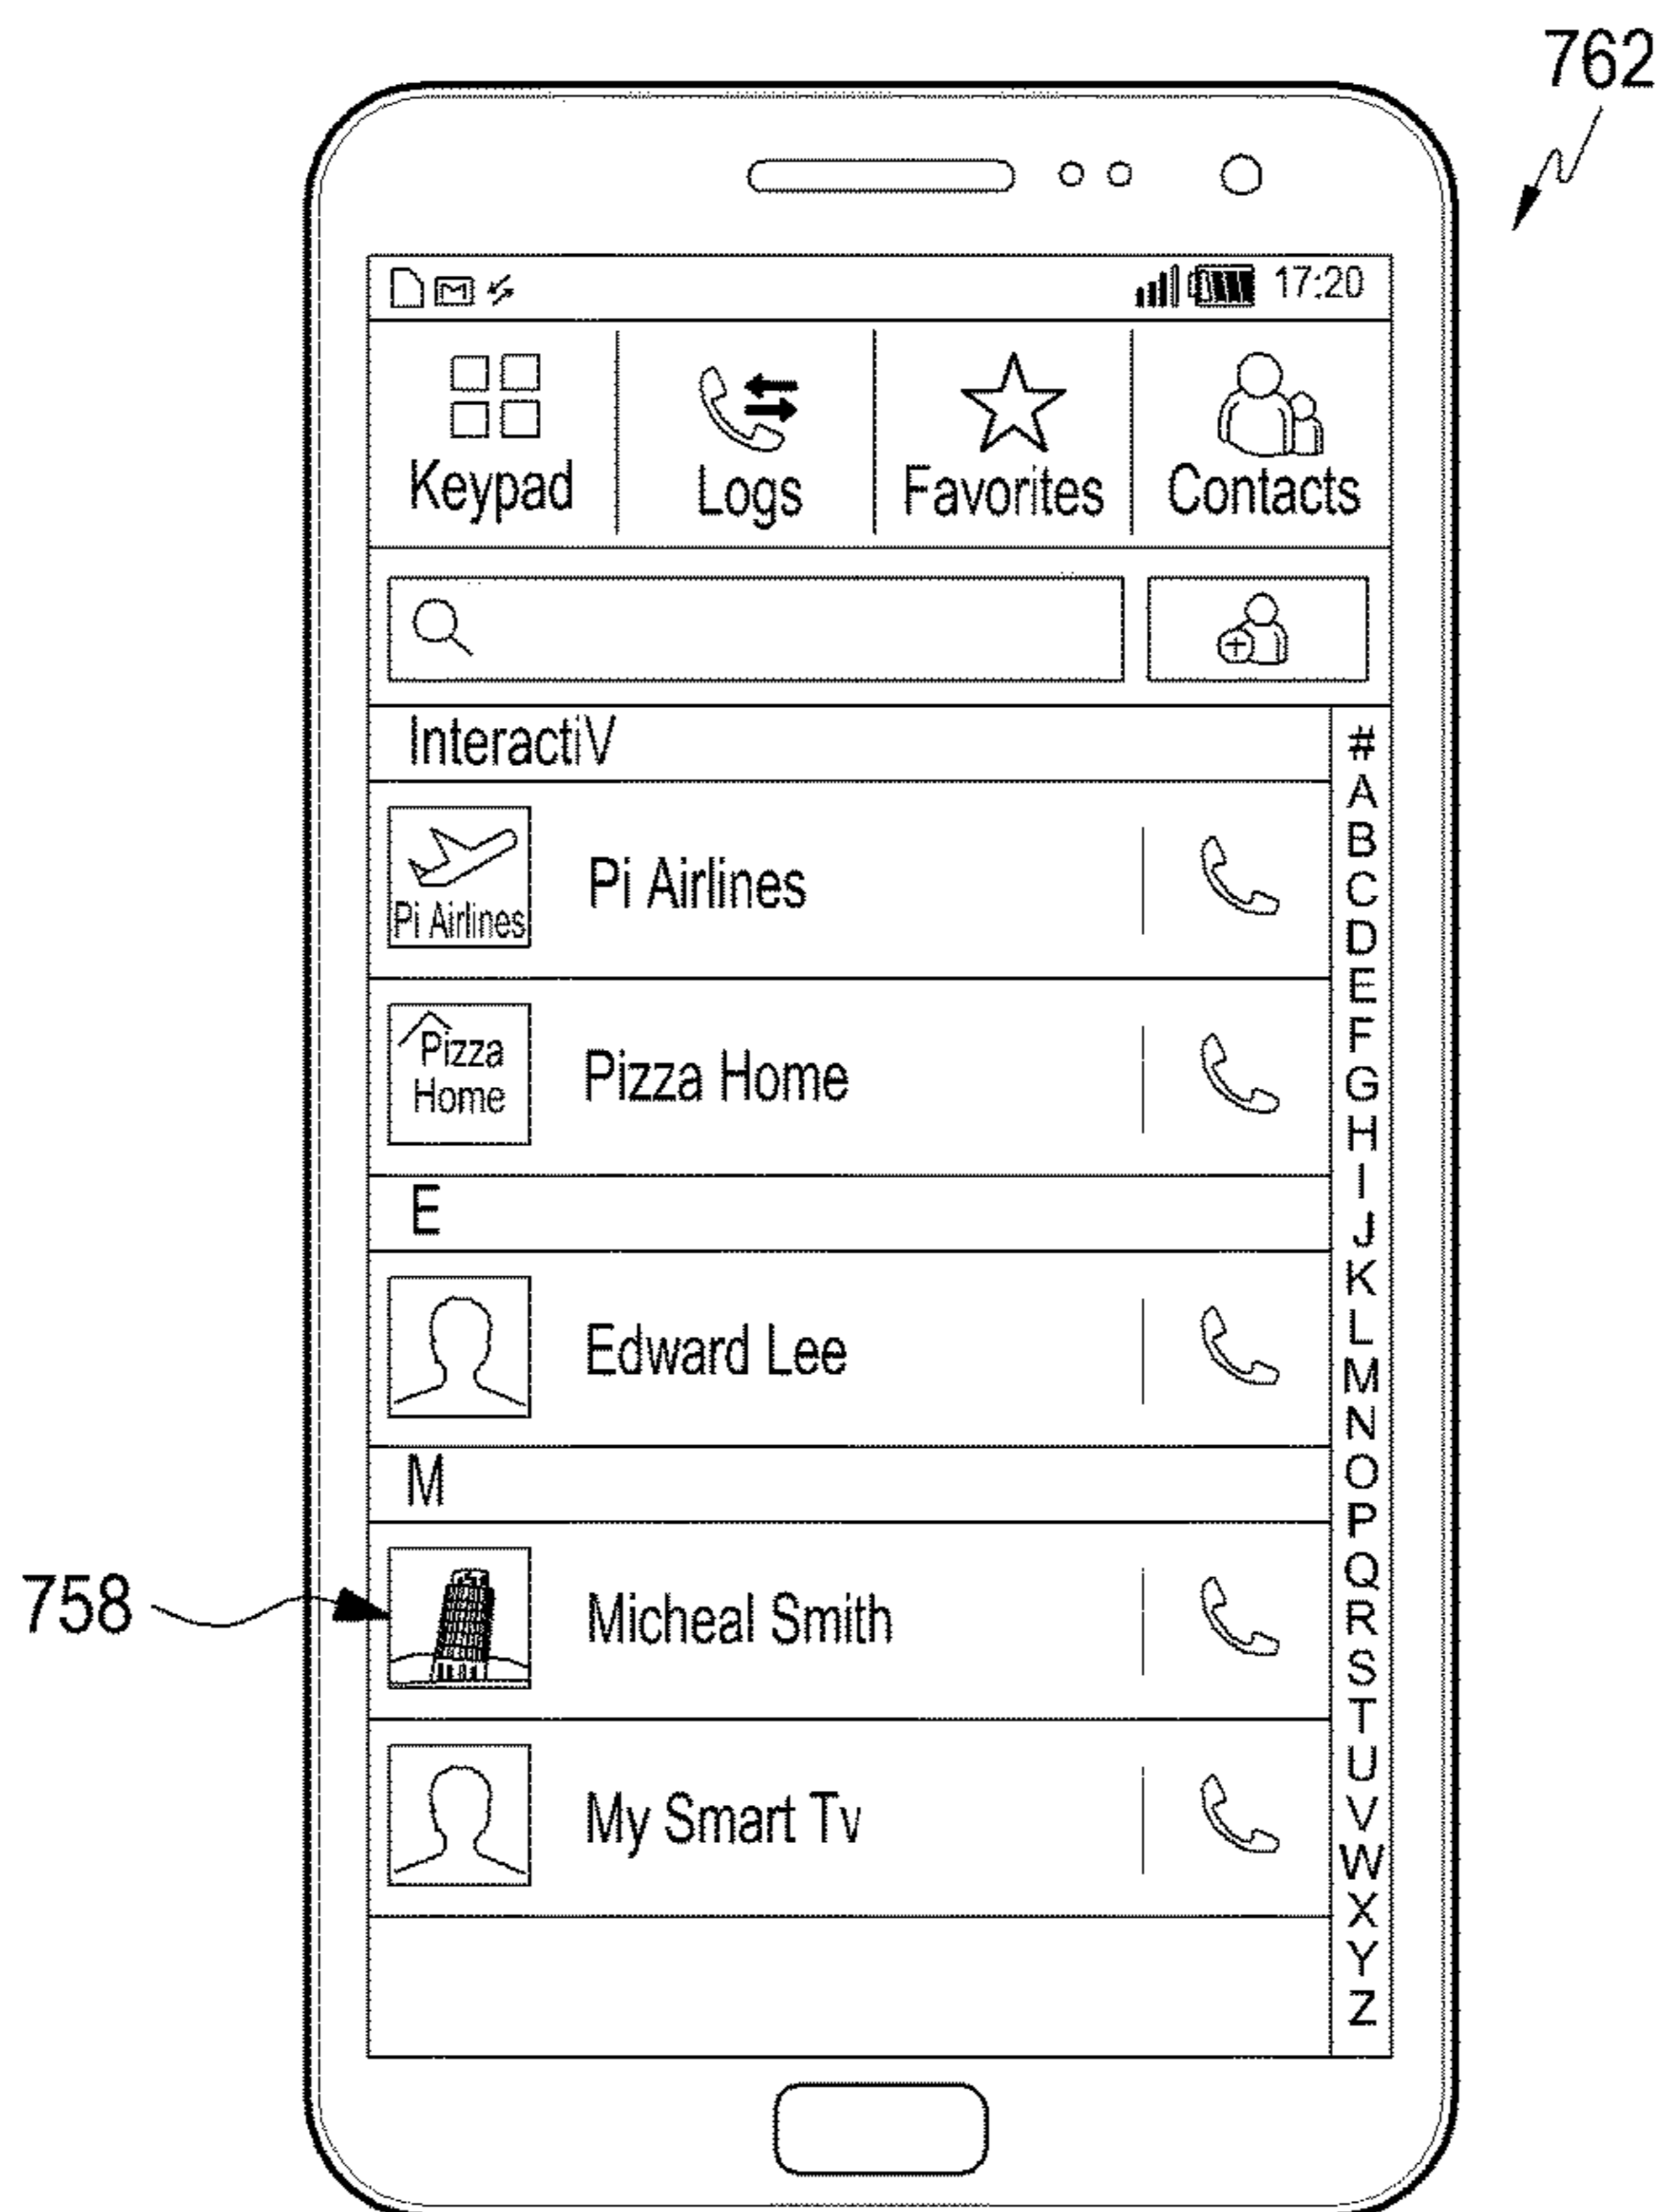 762
17:20
Keypad Logs Favorites Contacts
InteractiV
Pi Airlines
Pi Airlines
Pizza
Home
Pizza Home
E
Edward Lee
M
758
Micheal Smith
My Smart Tv
#
A
B
C
D
E
F
G
H
I
J
K
L
M
N
O
P
Q
R
S
T
U
V
W
X
Y
Z